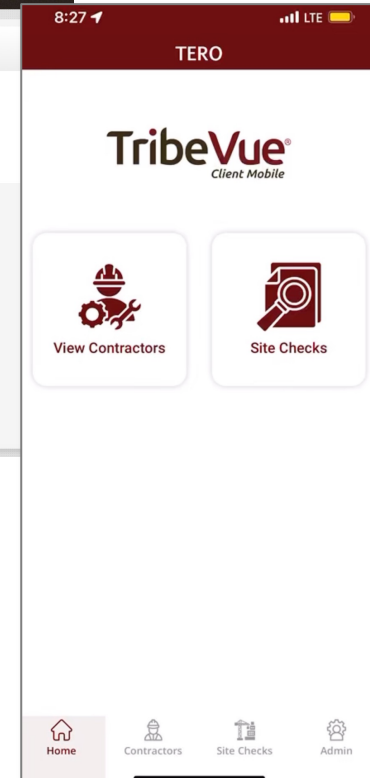 8:27 LTE
TERO
TribeVue®
Client Mobile
View Contractors Site Checks
Home Contractors Site Checks Admin